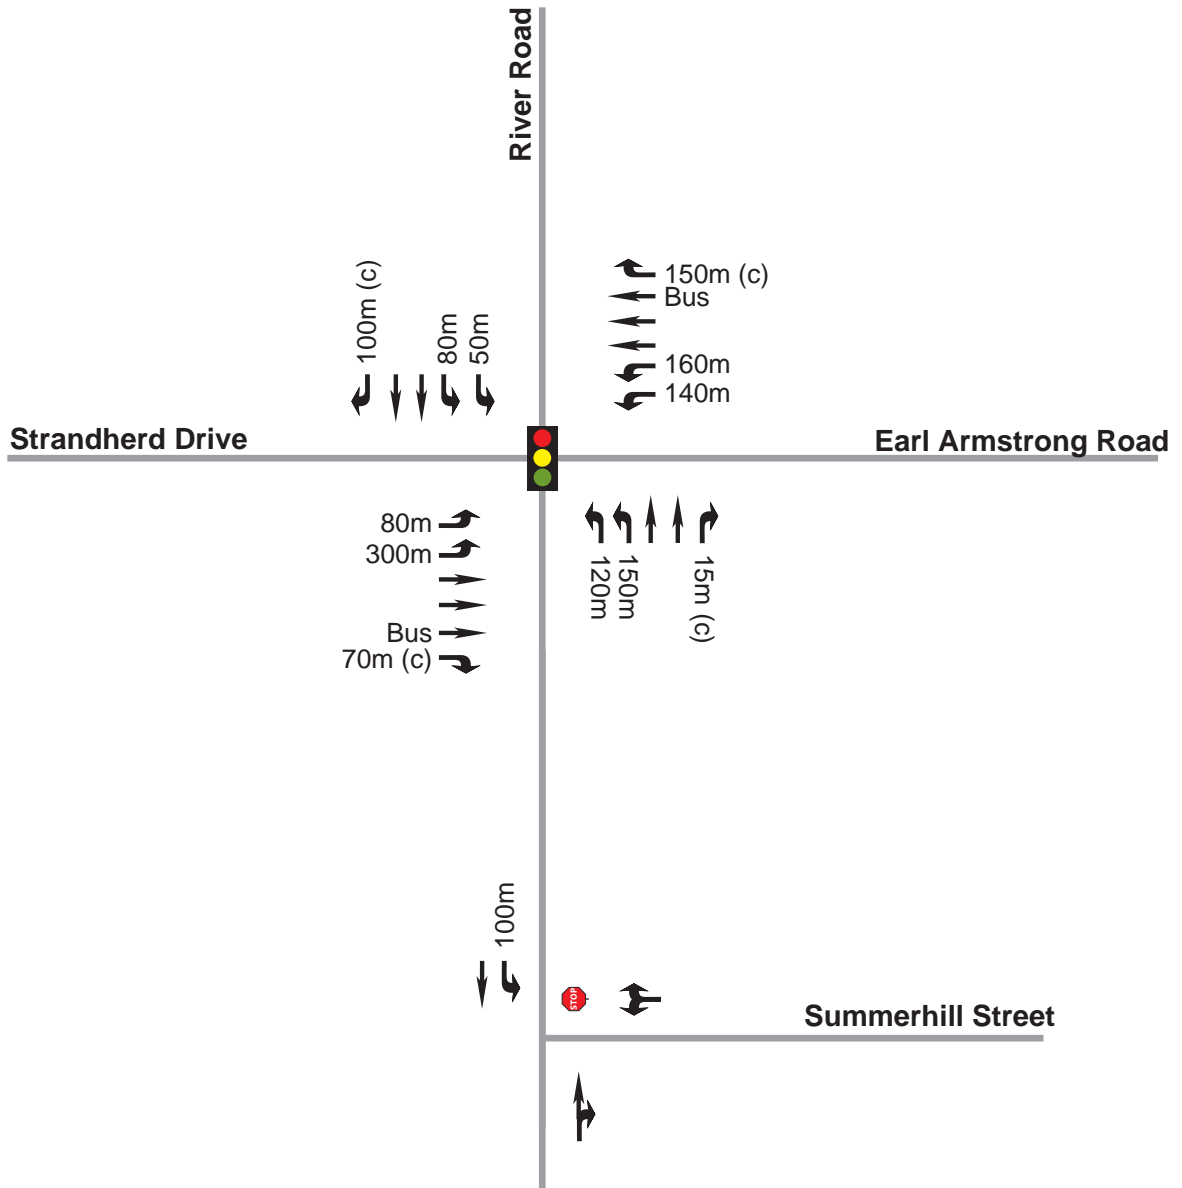 River Road
100m (c)
80m
50m
150m (c)
Bus
160m
140m
Strandherd Drive
Earl Armstrong Road
80m
300m
Bus
70m (c)
120m
150m
15m (c)
100m
STOP
Summerhill Street